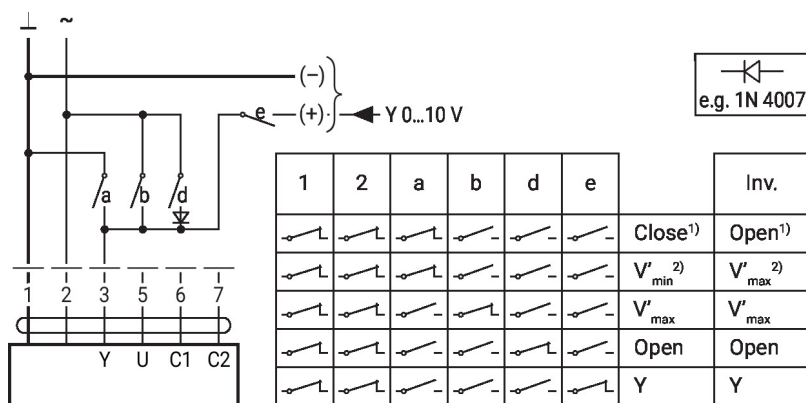 ⊥ ~
(–)
e (+) Y 0...10 V
a b d
e.g. 1N 4007
1 2 3 5 6 7
Y U C1 C2
1 2 a b d e Inv.
Close¹⁾ Open¹⁾
V'min²⁾ V'max²⁾
V'max V'max
Open Open
Y Y